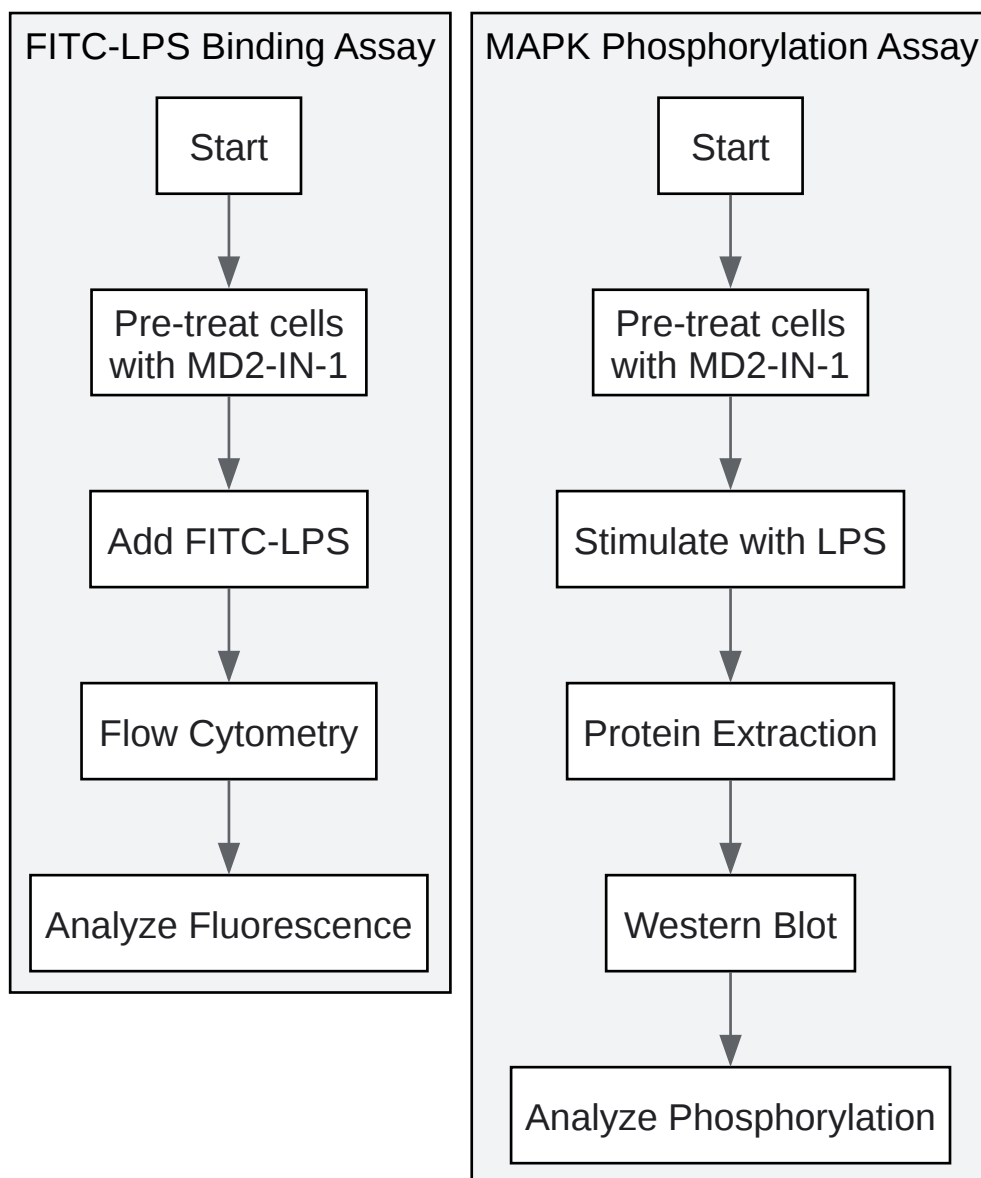 FITC-LPS Binding Assay
Start
Pre-treat cells
with MD2-IN-1
Add FITC-LPS
Flow Cytometry
Analyze Fluorescence
MAPK Phosphorylation Assay
Start
Pre-treat cells
with MD2-IN-1
Stimulate with LPS
Protein Extraction
Western Blot
Analyze Phosphorylation